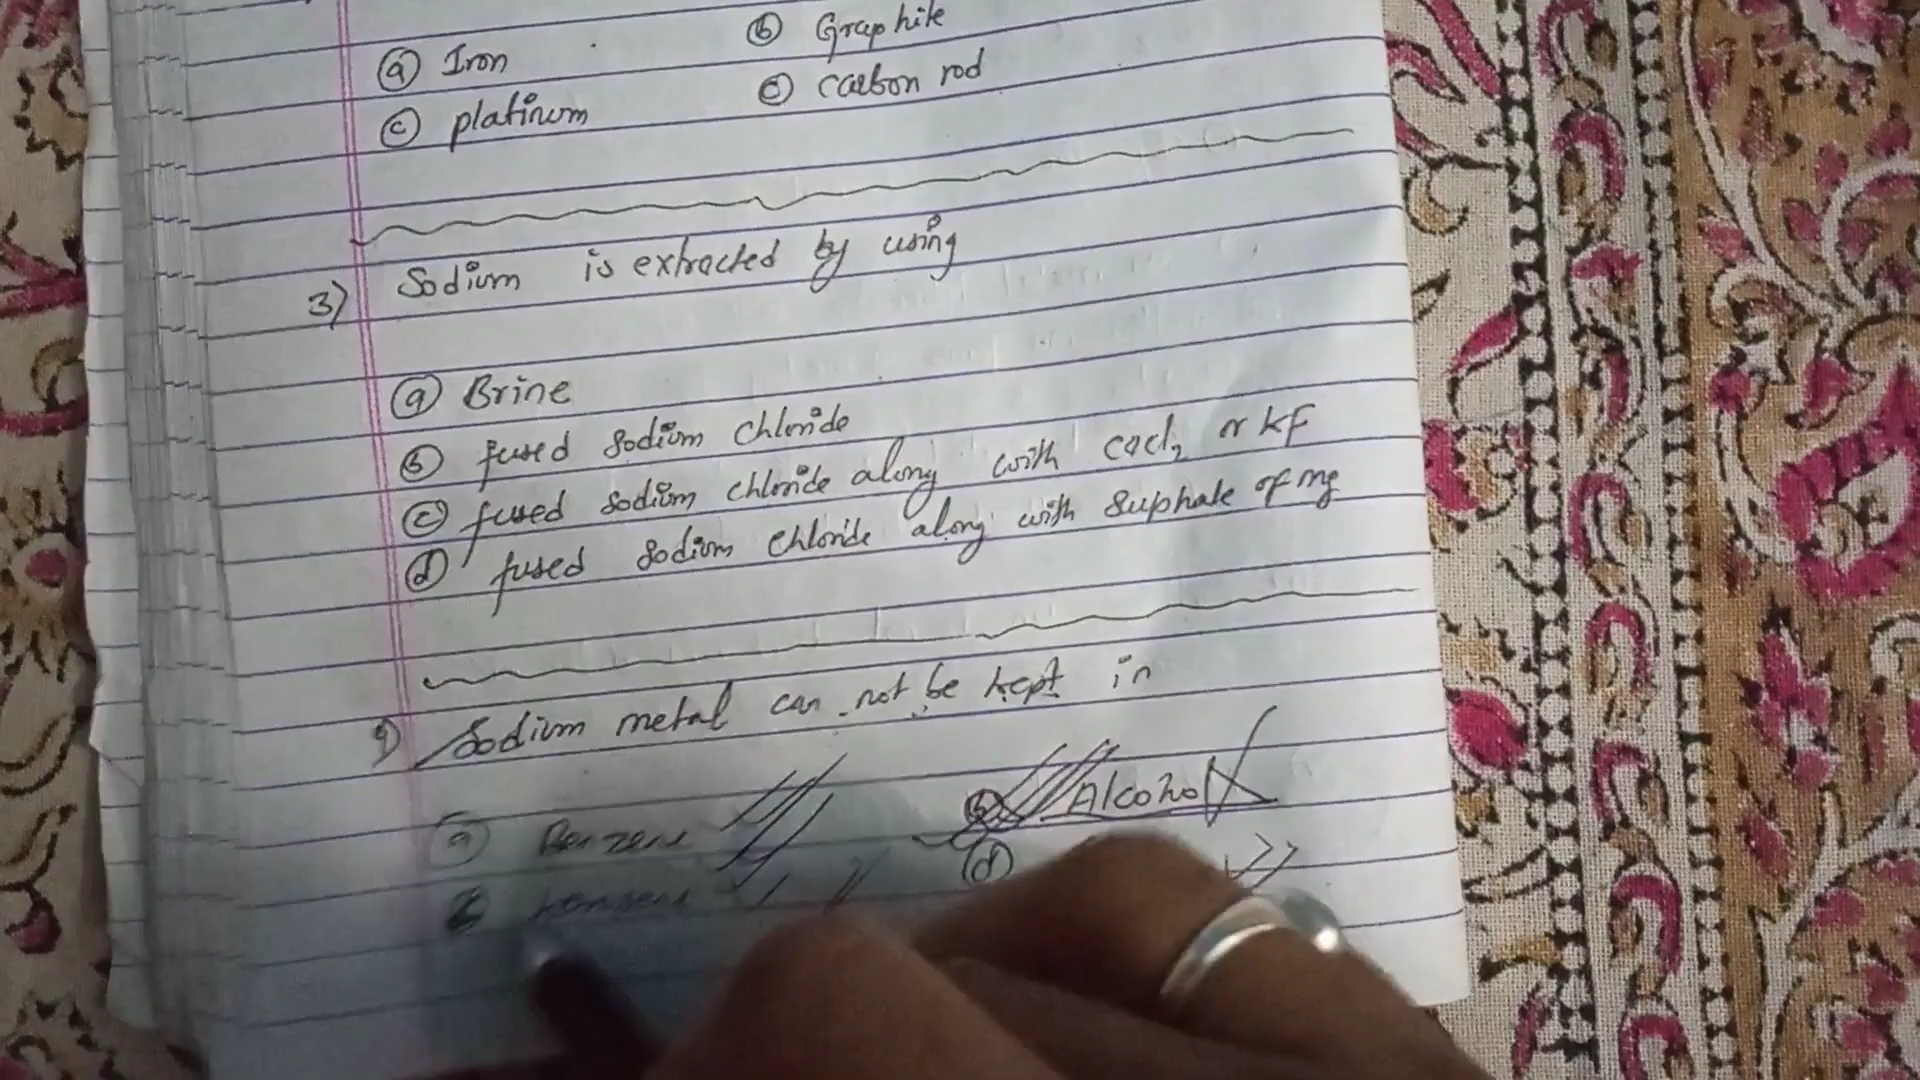 (a) Iron (b) Graphite
(c) platinum (c) carbon rod
3) Sodium is extracted by using
(a) Brine
(b) fused Sodium Chloride
(c) fused Sodium chloride along with cacl2 or KF
(d) fused Sodium Chloride along with Suphate of mg
Sodium metal can not be kept in
(a) Benzene (b) Alcohol
(d)